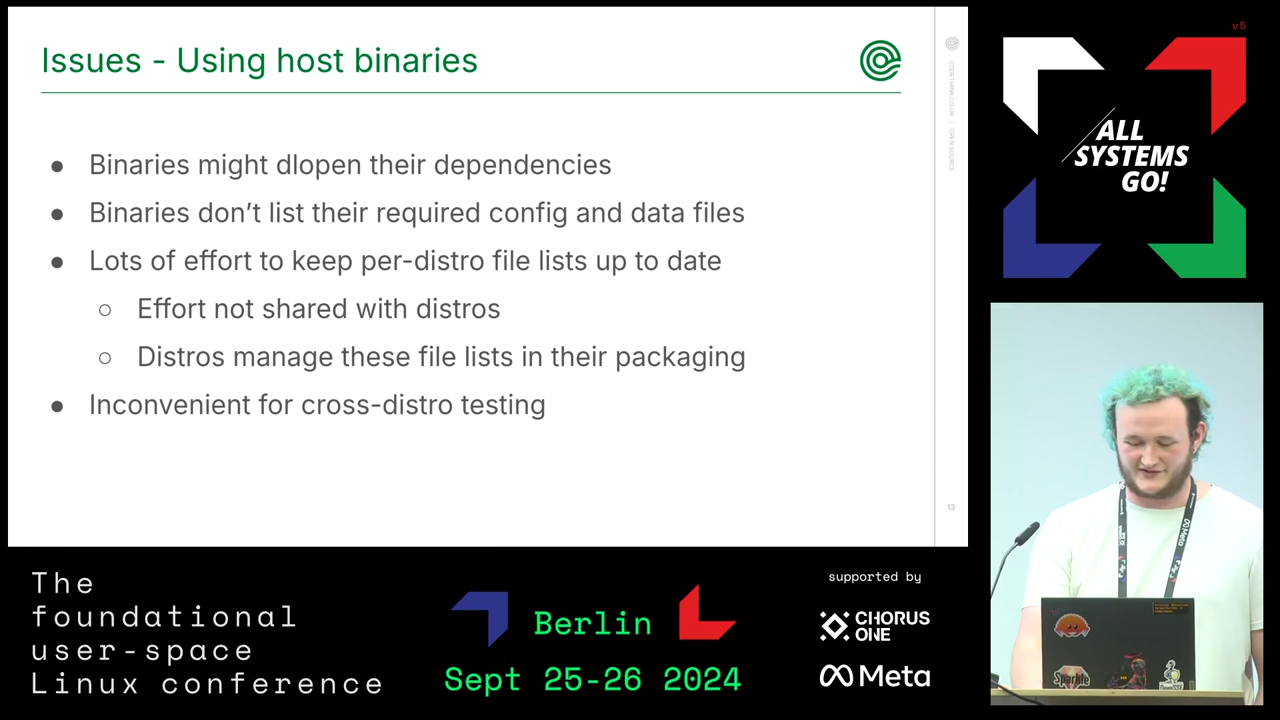 Issues - Using host binaries
● Binaries might dlopen their dependencies
● Binaries don’t list their required config and data files
● Lots of effort to keep per-distro file lists up to date
○ Effort not shared with distros
○ Distros manage these file lists in their packaging
● Inconvenient for cross-distro testing
13
v5
ALL
SYSTEMS
GO!
Meta
Sparkle
The
foundational
user-space
Linux conference
Berlin
Sept 25-26 2024
supported by
CHORUS
ONE
Meta